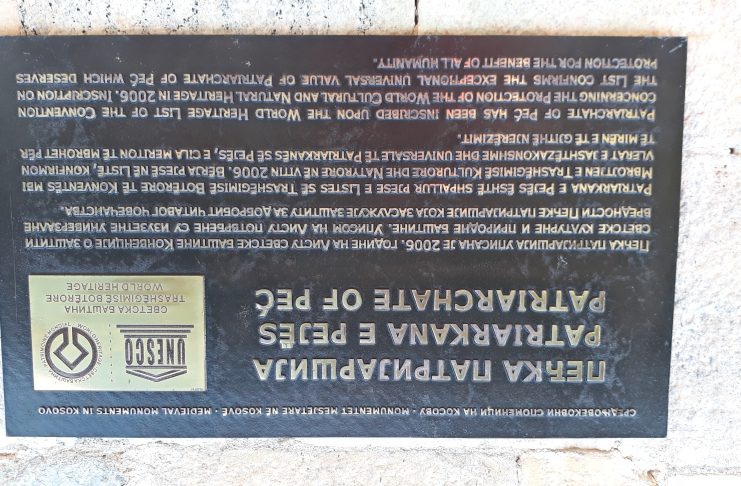 СРЕДЊОВЕКОВНИ СПОМЕНИЦИ НА КОСОВУ · MONUMENTET MESJETARE NË KOSOVË · MEDIEVAL MONUMENTS IN KOSOVO
ПЕЋКА ПАТРИЈАРШИЈА
PATRIARKANA E PEJËS
PATRIARCHATE OF PEĆ
UNESCO
WORLD HERITAGE
PATRIMOINE MONDIAL
СВЕТСКА БАШТИНА
TRASHËGIMISË BOTËRORE
WORLD HERITAGE
ПЕЋКА ПАТРИЈАРШИЈА ЈЕ УПИСАНА ЈЕ 2006. ГОДИНЕ НА ЛИСТУ СВЕТСКЕ БАШТИНЕ КОНВЕНЦИЈЕ О ЗАШТИТИ
СВЕТСКЕ КУЛТУРНЕ И ПРИРОДНЕ БАШТИНЕ. УПИСОМ НА ЛИСТУ ПОТВРЂЕНЕ СУ ИЗУЗЕТНЕ УНИВЕРЗАЛНЕ
ВРЕДНОСТИ ПЕЋКЕ ПАТРИЈАРШИЈЕ КОЈА ЗАСЛУЖУЈЕ ЗАШТИТУ ЗА ДОБРОБИТ ЧИТАВОГ ЧОВЕЧАНСТВА.
PATRIARKANA E PEJËS ËSHTË SHPALLUR PJESE E LISTES SË TRASHËGIMISË BOTËRORE TË KONVENTËS MBI
MBROJTJEN E TRASHËGIMISË KULTURORE DHE NATYRORE NË VITIN 2006. BËRJA PJESË NË LISTË, KONFIRMON
VLERAT E JASHTËZAKONSHME DHE UNIVERSALE TË PATRIARKANËS SË PEJËS, E CILA MERITON TË MBROHET PËR
TË MIRËN E TË GJITHË NJERËZIMIT.
PATRIARCHATE OF PEĆ HAS BEEN INSCRIBED UPON THE WORLD HERITAGE LIST OF THE CONVENTION
CONCERNING THE PROTECTION OF THE WORLD CULTURAL AND NATURAL HERITAGE IN 2006. INSCRIPTION ON
THE LIST CONFIRMS THE EXCEPTIONAL UNIVERSAL VALUE OF PATRIARCHATE OF PEĆ WHICH DESERVES
PROTECTION FOR THE BENEFIT OF ALL HUMANITY.